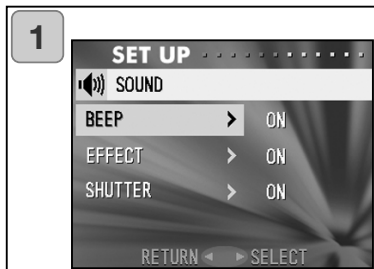 1
SET UP
SOUND
BEEP > ON
EFFECT > ON
SHUTTER > ON
RETURN ◄ ► SELECT